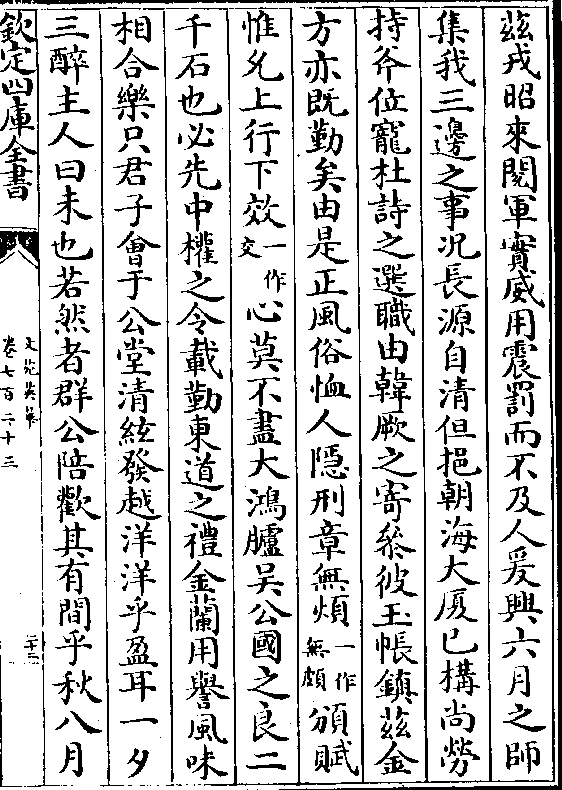 茲戎昭來閱軍實威用震罰而不及人爰興六月之師
集我三邊之事况長源自清但挹朝海大厦已構尚勞
持斧位寵杜詩之選職由韓厥之寄參彼玉帳鎮茲金
方亦既勤矣由是正風俗恤人隱刑章無煩一作無頗頒賦
惟允上行下效一作交心莫不盡大鴻臚吴公國之良二
千石也必先中權之令載勤東道之禮金蘭用譽風味
相合樂只君子會于公堂清絃發越洋洋乎盈耳一夕
三醉主人曰未也若然者群公陪歡其有間乎秋八月
欽定四庫全書
文苑英華
卷七百二十三
二十三